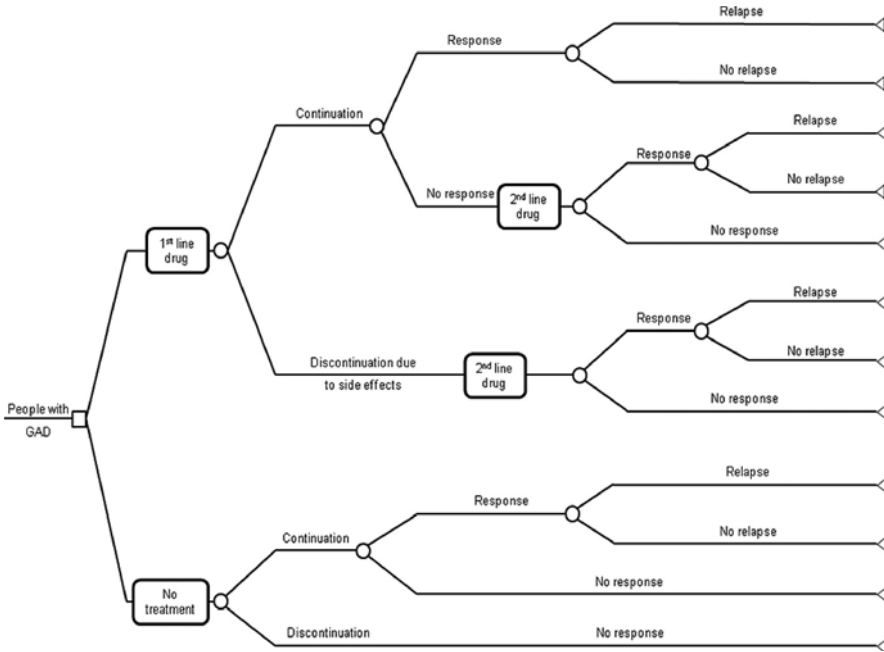 Relapse
Response
No relapse
Continuation
Relapse
Response
No relapse
No response
2nd line
drug
No response
1st line
drug
Relapse
Response
No relapse
Discontinuation due
to side effects
2nd line
drug
No response
People with
GAD
Relapse
Response
No relapse
Continuation
No response
No
treatment
Discontinuation
No response